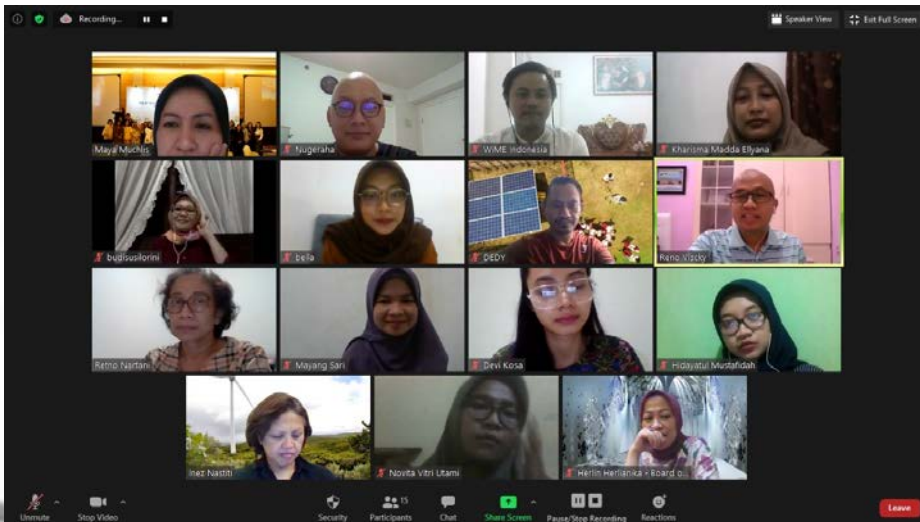 Recording...
Speaker View
Exit Full Screen
Maya Muchlis
Nugeraha
WiME Indonesia
Kharisma Madda Ellyana
budisusilorini
bella
DEDY
Reno Vizcky
Retno Nartani
Mayang Sari
Devi Kosa
Hidayatul Mustafidah
Inez Nastiti
Novita Vitri Utami
Herlin Herlianka - Board o...
Unmute
Stop Video
Security
Participants
15
Chat
Share Screen
Pause/Stop Recording
Reactions
Leave